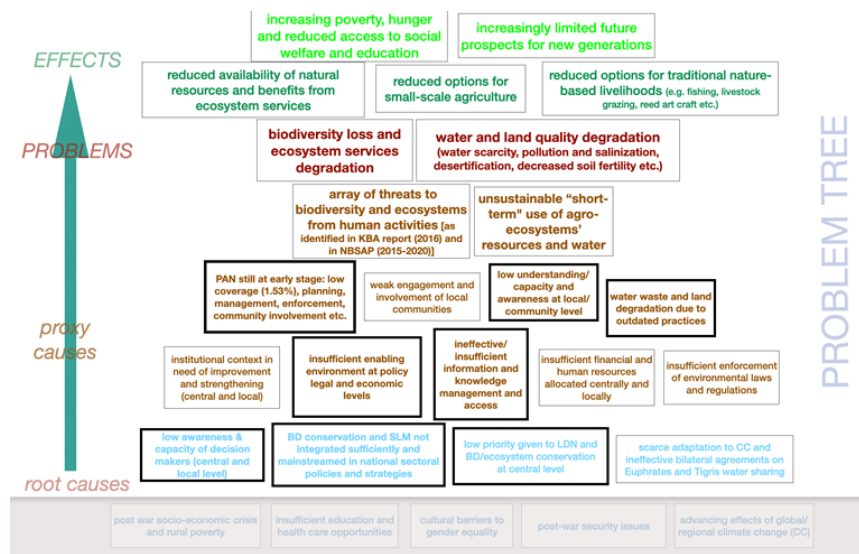 increasing poverty, hunger
and reduced access to social
welfare and education
increasingly limited future
prospects for new generations
EFFECTS
reduced availability of natural
resources and benefits from
ecosystem services
reduced options for
small-scale agriculture
reduced options for traditional nature-
based livelihoods (e.g. fishing, livestock
grazing, reed art craft etc.)
PROBLEMS
biodiversity loss and
ecosystem services
degradation
water and land quality degradation
(water scarcity, pollution and salinization,
desertification, decreased soil fertility etc.)
PROBLEM TREE
array of threats to
biodiversity and ecosystems
from human activities [as
identified in KBA report (2016) and
in NBSAP (2015-2020)]
unsustainable “short-
term" use of agro-
ecosystems’
resources and water
PAN still at early stage: low
coverage (1.53%), planning,
management, enforcement,
community involvement etc.
weak engagement and
involvement of local
communities
low understanding/
capacity and
awareness at local/
community level
water waste and land
degradation due to
outdated practices
proxy
causes
institutional context in
need of improvement
and strengthening
(central and local)
insufficient enabling
environment at policy
legal and economic
levels
ineffective/
insufficient
information and
knowledge
management and
access
insufficient financial and
human resources
allocated centrally and
locally
insufficient enforcement
of environmental laws
and regulations
low awareness &
capacity of decision
makers (central and
local level)
BD conservation and SLM not
integrated sufficiently and
mainstreamed in national sectoral
policies and strategies
low priority given to LDN and
BD/ecosystem conservation
at central level
scarce adaptation to CC and
ineffective bilateral agreements on
Euphrates and Tigris water sharing
root causes
post war socio-economic crisis
and rural poverty
insufficient education and
health care opportunities
cultural barriers to
gender equality
post-war security issues
advancing effects of global/
regional climate change (CC)